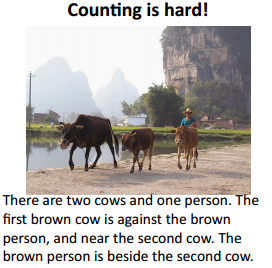 Counting is hard!
There are two cows and one person. The
first brown cow is against the brown
person, and near the second cow. The
brown person is beside the second cow.